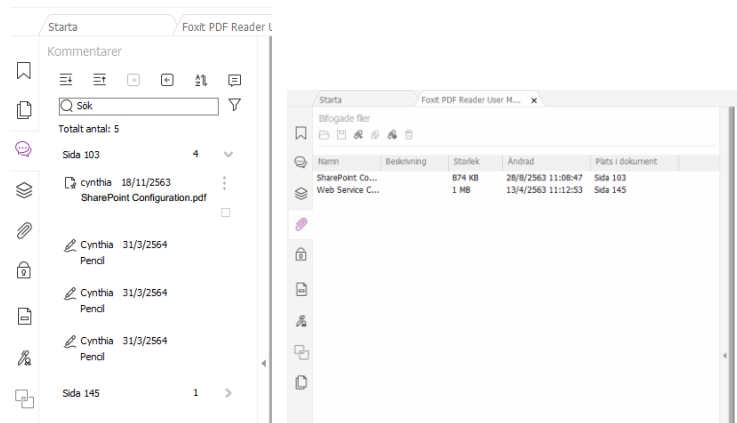 Starta
Foxit PDF Reader U
Kommentarer
Sök
Totalt antal: 5
Sida 103 4
cynthia 18/11/2563
SharePoint Configuration.pdf
Cynthia 31/3/2564
Pencil
Cynthia 31/3/2564
Pencil
Cynthia 31/3/2564
Pencil
Sida 145 1
Starta
Foxit PDF Reader User M... x
Bifogade filer
Namn Beskrivning Storlek Ändrad Plats i dokument
SharePoint Co... 874 KB 28/8/2563 11:08:47 Sida 103
Web Service C... 1 MB 13/4/2563 11:12:53 Sida 145